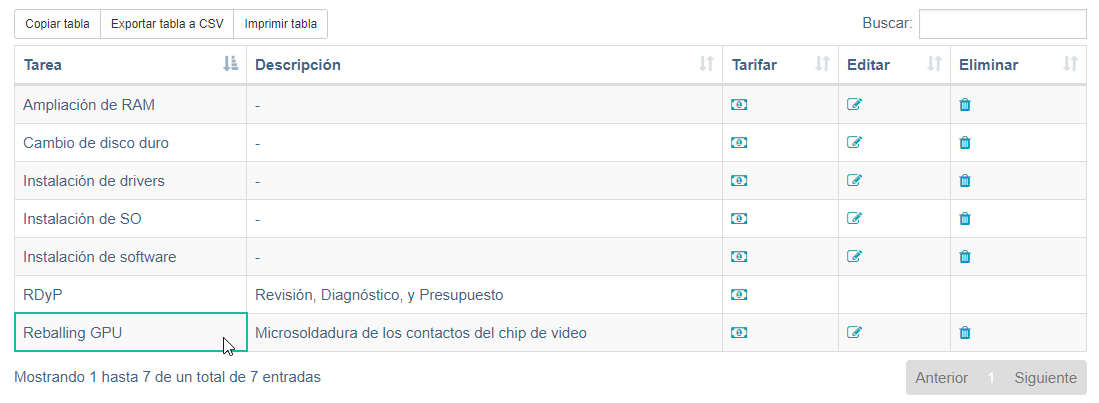 Copiar tabla Exportar tabla a CSV Imprimir tabla Buscar:
Tarea Descripción Tarifar Editar Eliminar
Ampliación de RAM -
Cambio de disco duro -
Instalación de drivers -
Instalación de SO -
Instalación de software -
RDyP Revisión, Diagnóstico, y Presupuesto
Reballing GPU Microsoldadura de los contactos del chip de video
Mostrando 1 hasta 7 de un total de 7 entradas Anterior 1 Siguiente